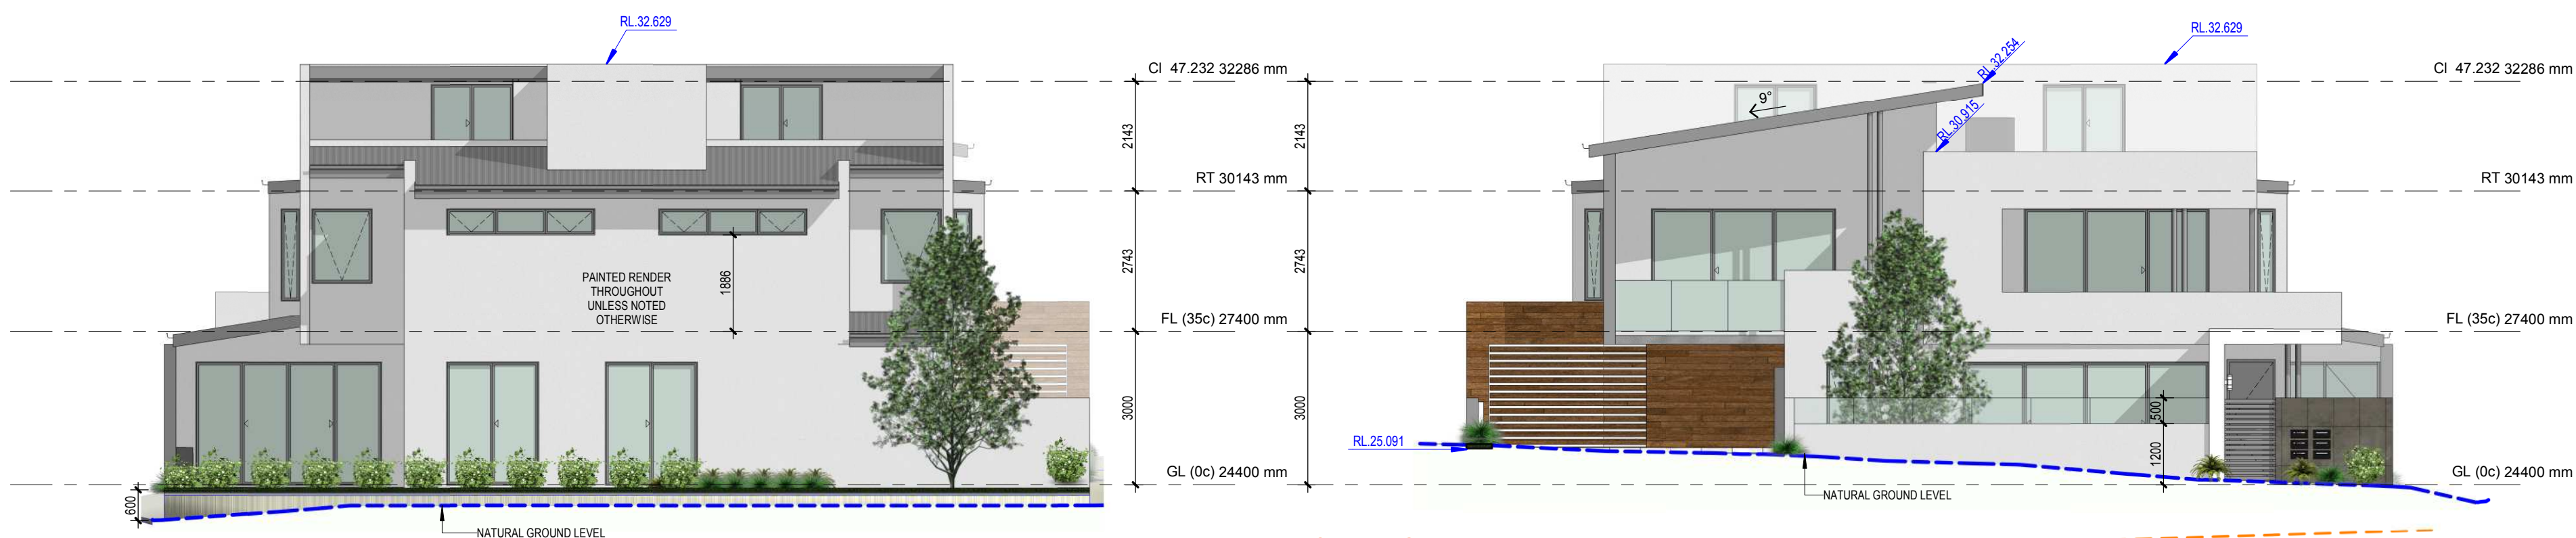 RL.32.629
CI 47.232 32286 mm
2143
2143
RT 30143 mm
2743
2743
PAINTED RENDER
THROUGHOUT
UNLESS NOTED
OTHERWISE
1886
FL (35c) 27400 mm
3000
3000
GL (0c) 24400 mm
600
NATURAL GROUND LEVEL
RL.32.254
RL.32.629
CI 47.232 32286 mm
9°
RL.30.915
RT 30143 mm
FL (35c) 27400 mm
500
RL.25.091
1200
GL (0c) 24400 mm
NATURAL GROUND LEVEL